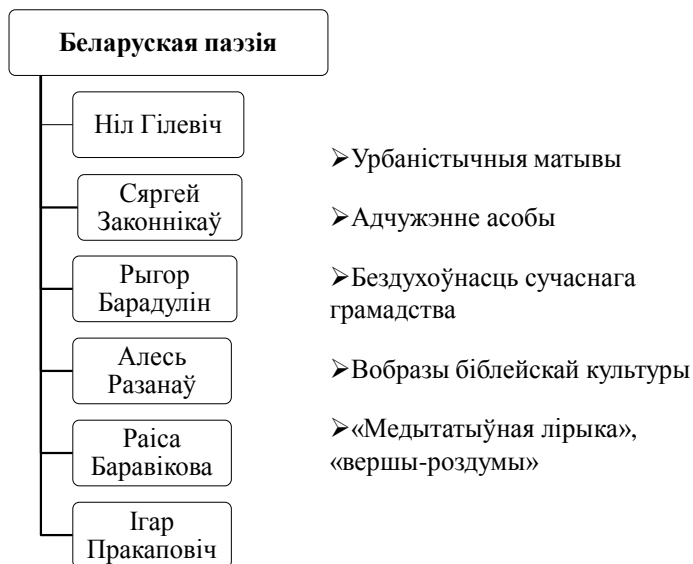 Беларуская паэзія
Ніл Гілевіч
Сяргей
Законнікаў
Рыгор
Барадулін
Алесь
Разанаў
Раіса
Баравікова
Ігар
Пракаповіч
➢Урбаністычныя матывы
➢Адчужэнне асобы
➢Бездухоўнасць сучаснага
грамадства
➢Вобразы біблейскай культуры
➢«Медытатыўная лірыка»,
«вершы-роздумы»